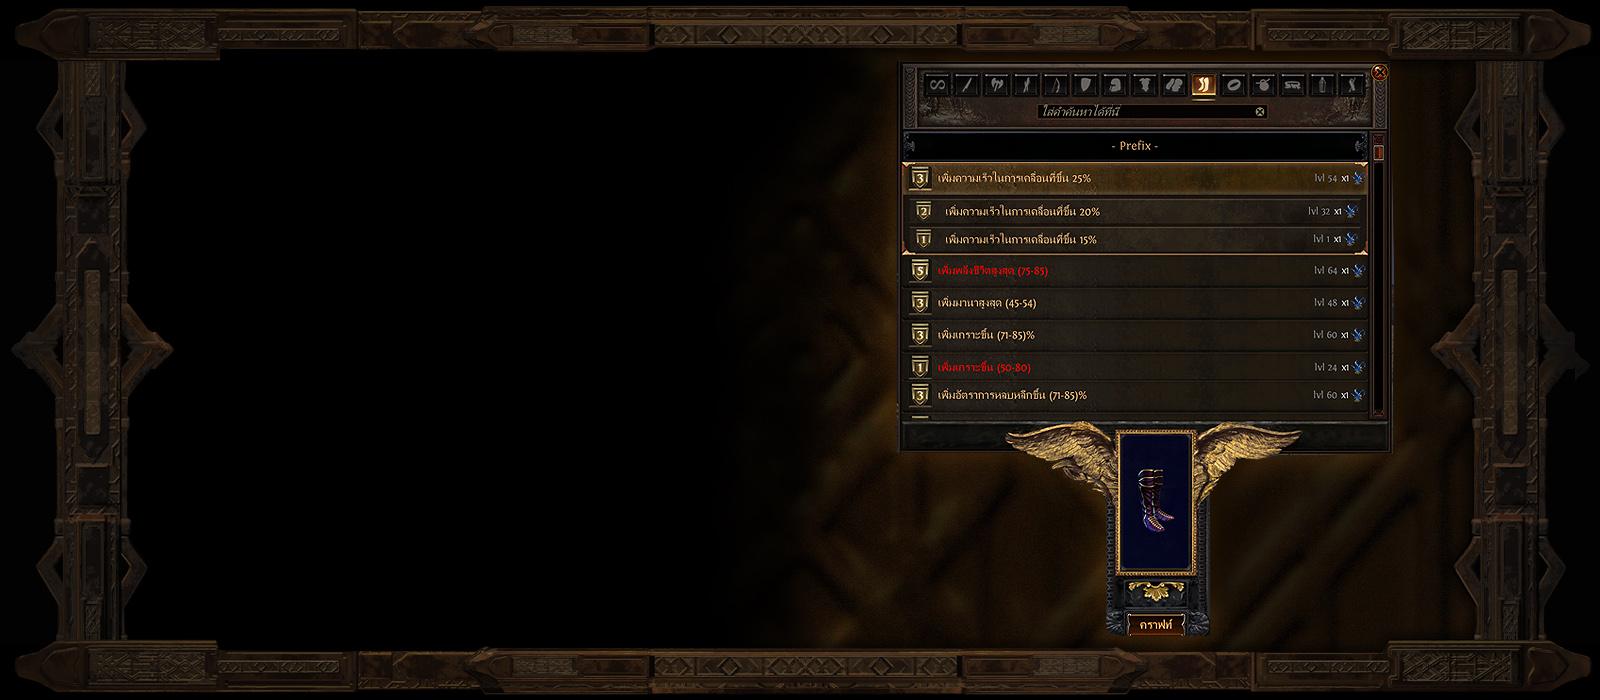 ใส่คำค้นหาได้ที่นี่
- Prefix -
3 เพิ่มความเร็วในการเคลื่อนที่ขึ้น 25% lvl 54 x1
2 เพิ่มความเร็วในการเคลื่อนที่ขึ้น 20% lvl 32 x1
1 เพิ่มความเร็วในการเคลื่อนที่ขึ้น 15% lvl 1 x1
5 เพิ่มพลังชีวิตสูงสุด (75-85) lvl 64 x1
3 เพิ่มมานาสูงสุด (45-54) lvl 48 x1
3 เพิ่มเกราะขึ้น (71-85)% lvl 60 x1
1 เพิ่มเกราะขึ้น (50-80) lvl 24 x1
3 เพิ่มอัตราการหลบหลีกขึ้น (71-85)% lvl 60 x1
คราฟท์